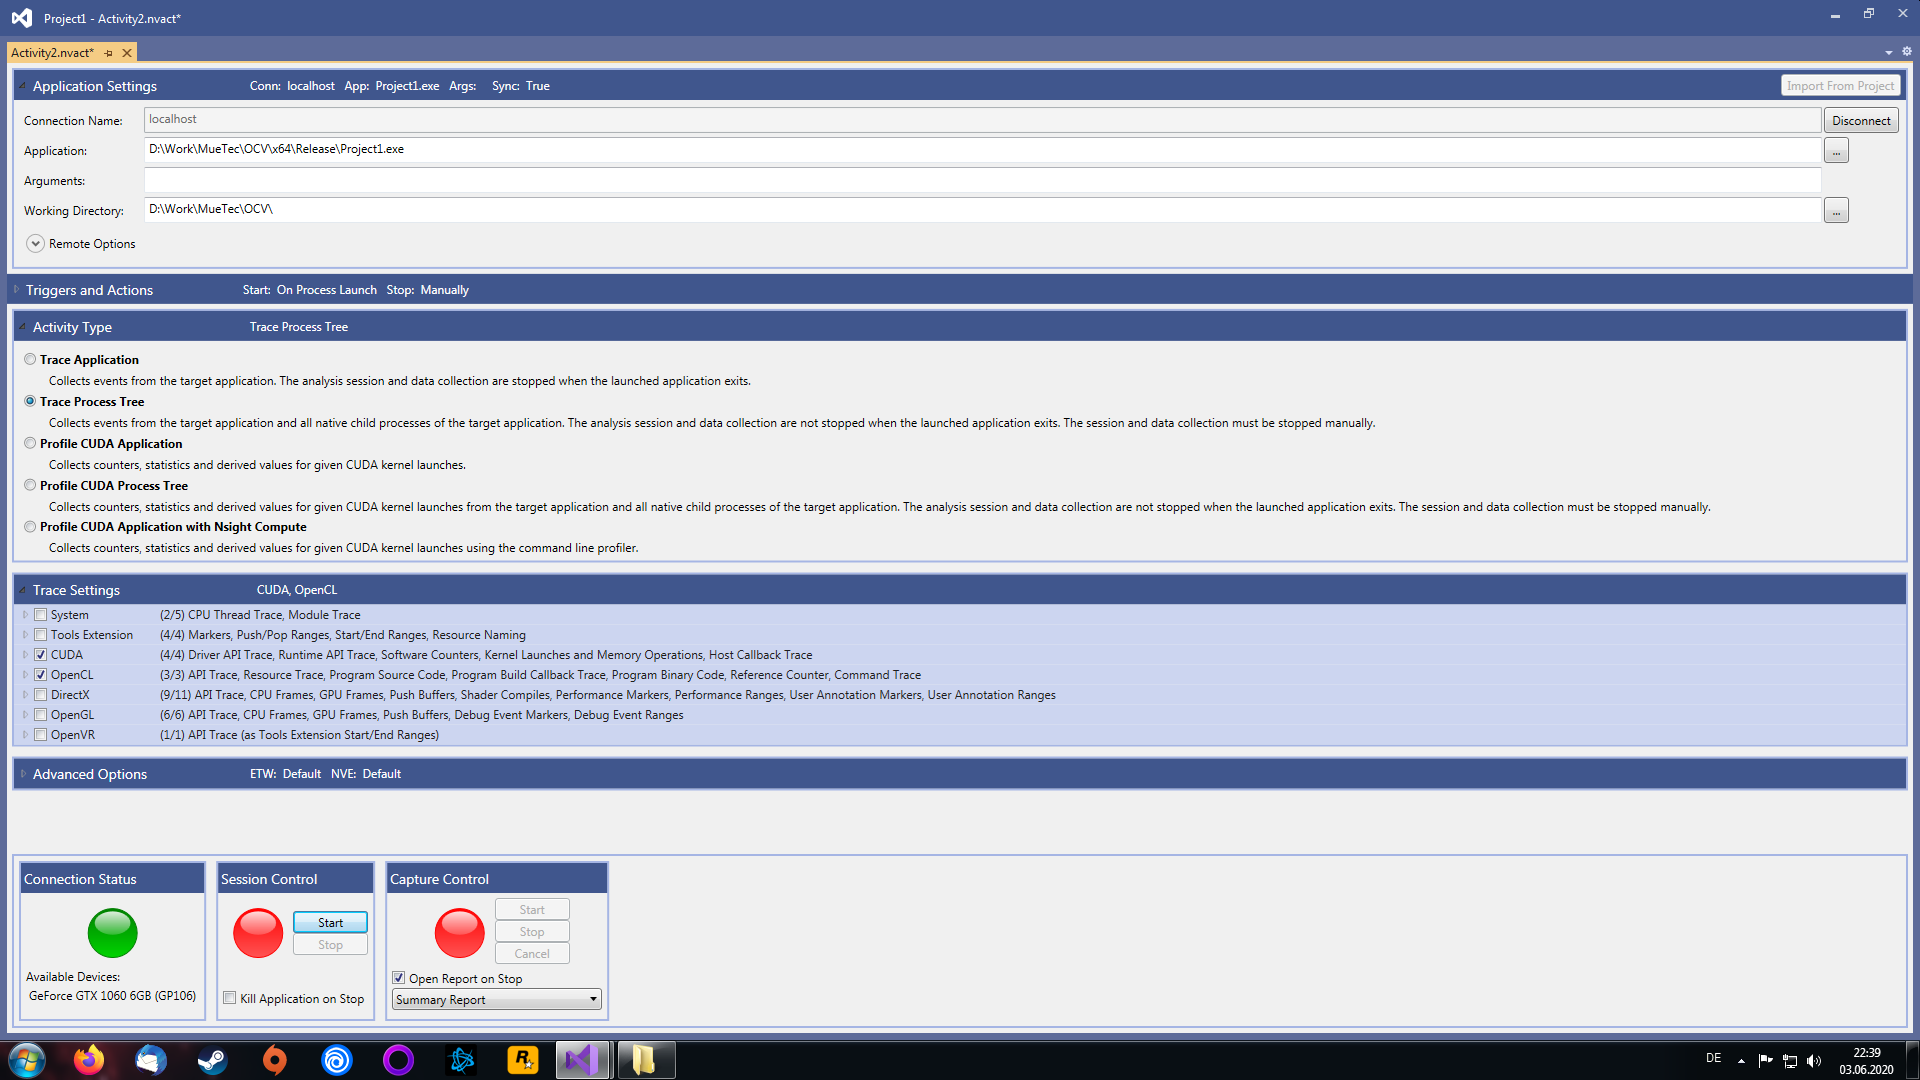 Project1 - Activity2.nvact*
Activity2.nvact*
Application Settings Conn: localhost App: Project1.exe Args: Sync: True Import From Project
Connection Name: localhost Disconnect
Application: D:\Work\MueTec\OCV\x64\Release\Project1.exe ...
Arguments:
Working Directory: D:\Work\MueTec\OCV\ ...
Remote Options
Triggers and Actions Start: On Process Launch Stop: Manually
Activity Type Trace Process Tree
Trace Application
Collects events from the target application. The analysis session and data collection are stopped when the launched application exits.
Trace Process Tree
Collects events from the target application and all native child processes of the target application. The analysis session and data collection are not stopped when the launched application exits. The session and data collection must be stopped manually.
Profile CUDA Application
Collects counters, statistics and derived values for given CUDA kernel launches.
Profile CUDA Process Tree
Collects counters, statistics and derived values for given CUDA kernel launches from the target application and all native child processes of the target application. The analysis session and data collection are not stopped when the launched application exits. The session and data collection must be stopped manually.
Profile CUDA Application with Nsight Compute
Collects counters, statistics and derived values for given CUDA kernel launches using the command line profiler.
Trace Settings CUDA, OpenCL
System (2/5) CPU Thread Trace, Module Trace
Tools Extension (4/4) Markers, Push/Pop Ranges, Start/End Ranges, Resource Naming
CUDA (4/4) Driver API Trace, Runtime API Trace, Software Counters, Kernel Launches and Memory Operations, Host Callback Trace
OpenCL (3/3) API Trace, Resource Trace, Program Source Code, Program Build Callback Trace, Program Binary Code, Reference Counter, Command Trace
DirectX (9/11) API Trace, CPU Frames, GPU Frames, Push Buffers, Shader Compiles, Performance Markers, Performance Ranges, User Annotation Markers, User Annotation Ranges
OpenGL (6/6) API Trace, CPU Frames, GPU Frames, Push Buffers, Debug Event Markers, Debug Event Ranges
OpenVR (1/1) API Trace (as Tools Extension Start/End Ranges)
Advanced Options ETW: Default NVE: Default
Connection Status
Available Devices:
GeForce GTX 1060 6GB (GP106)
Session Control
Start
Stop
Kill Application on Stop
Capture Control
Start
Stop
Cancel
Open Report on Stop
Summary Report
R
DE
22:39
03.06.2020